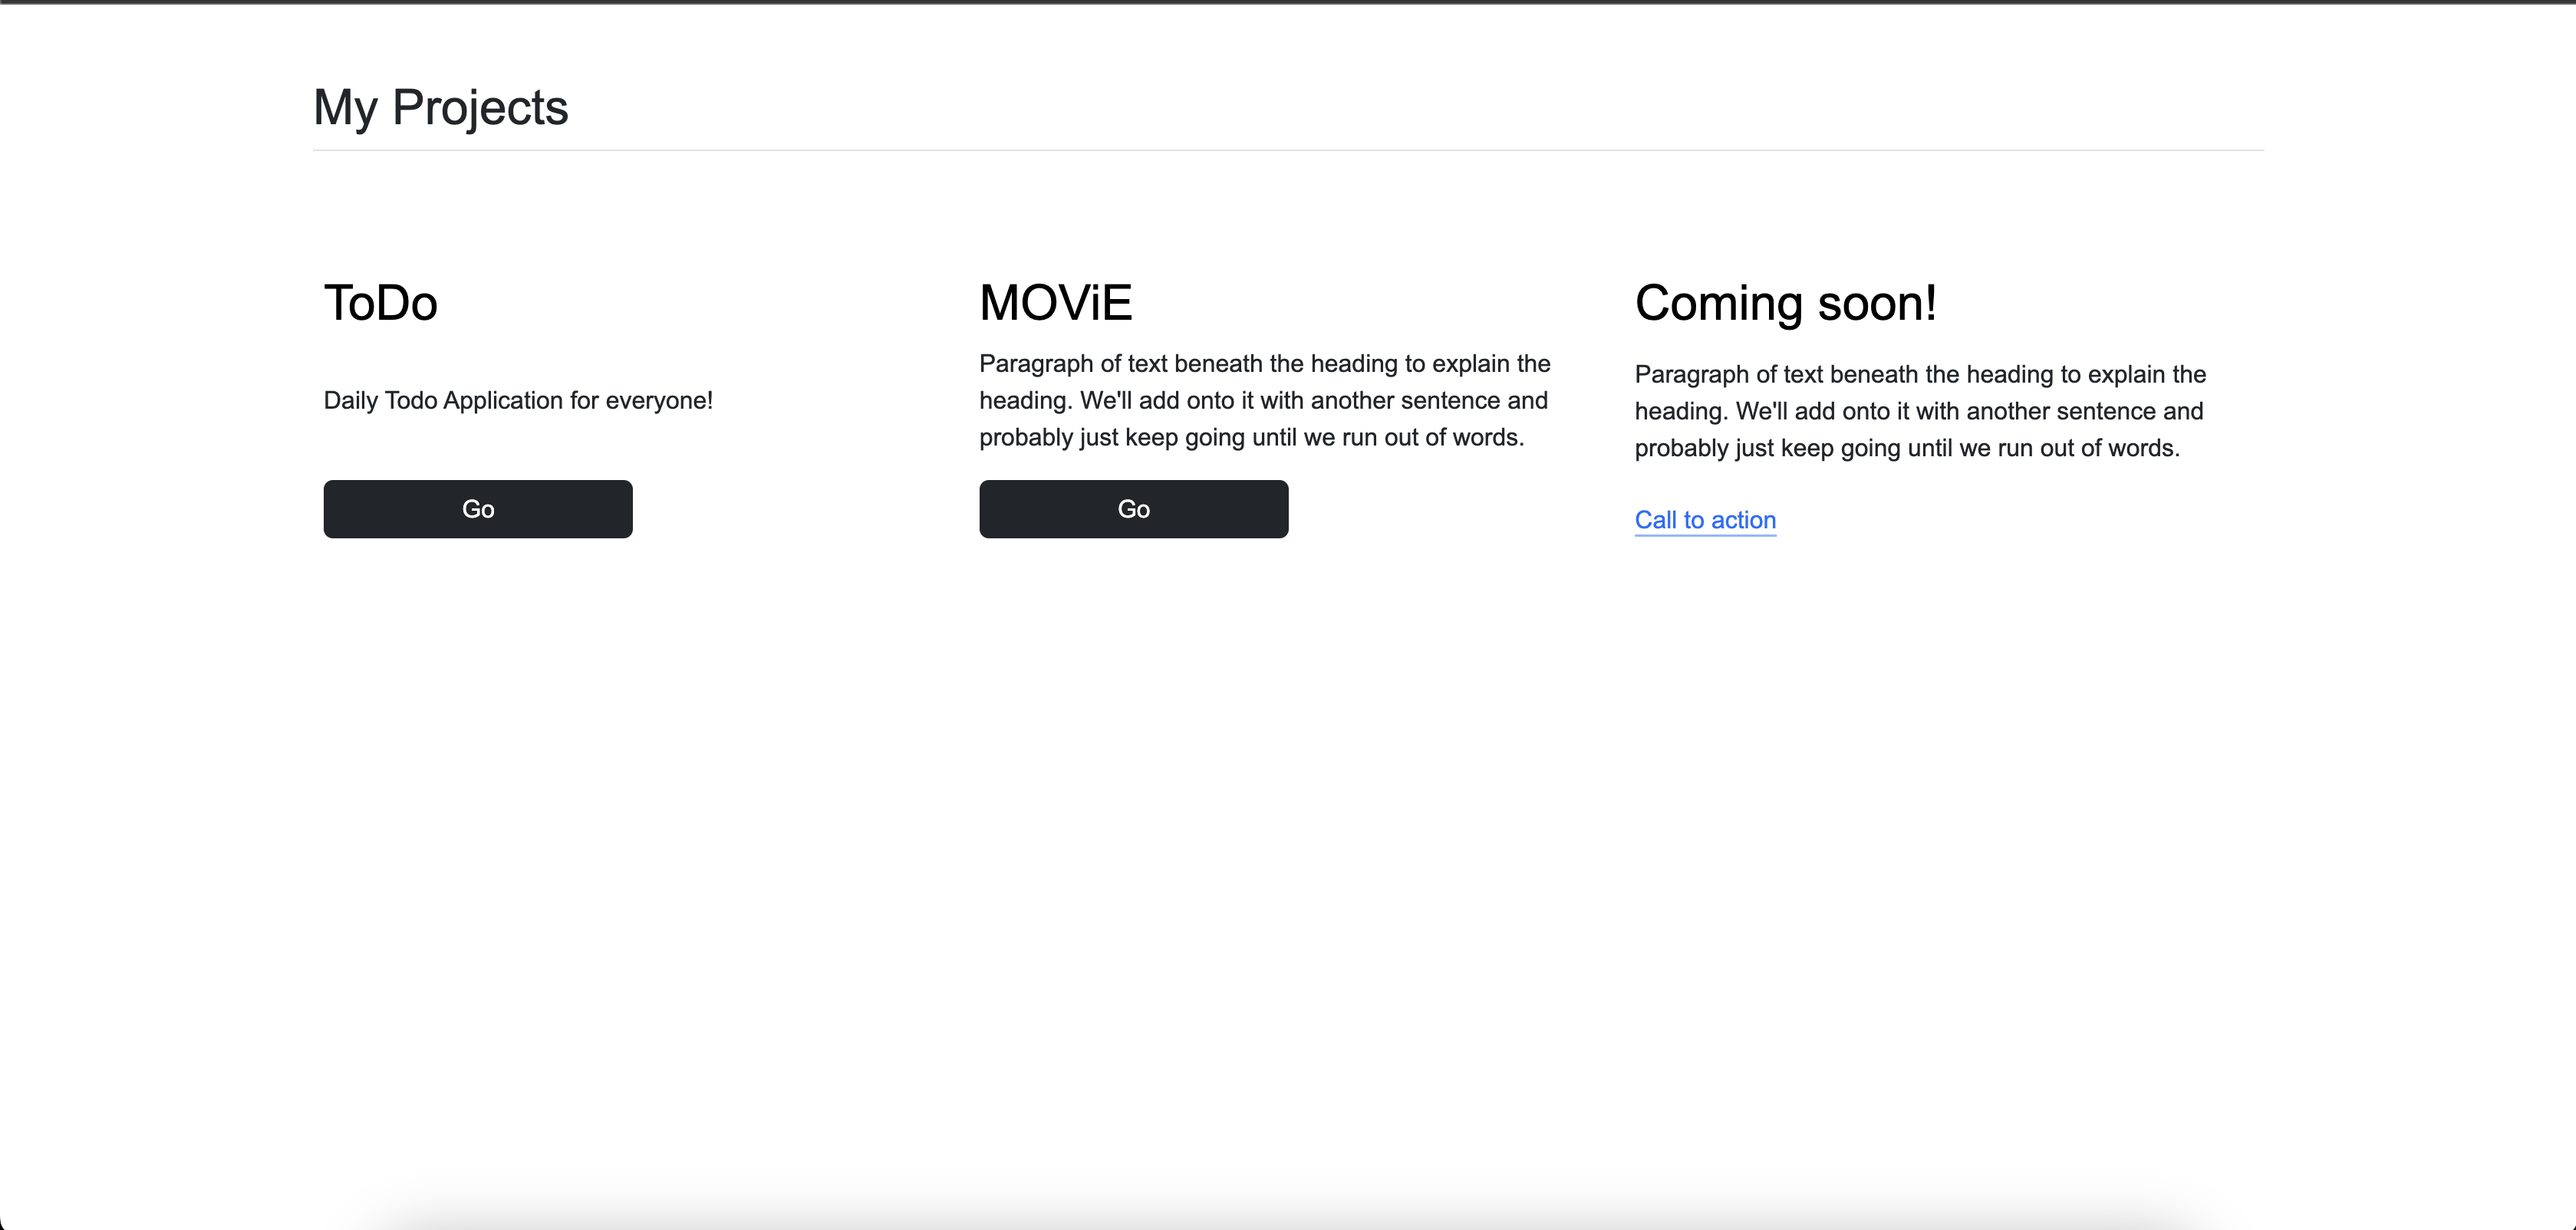 My Projects
ToDo
Daily Todo Application for everyone!
Go
MOViE
Paragraph of text beneath the heading to explain the
heading. We'll add onto it with another sentence and
probably just keep going until we run out of words.
Go
Coming soon!
Paragraph of text beneath the heading to explain the
heading. We'll add onto it with another sentence and
probably just keep going until we run out of words.
Call to action